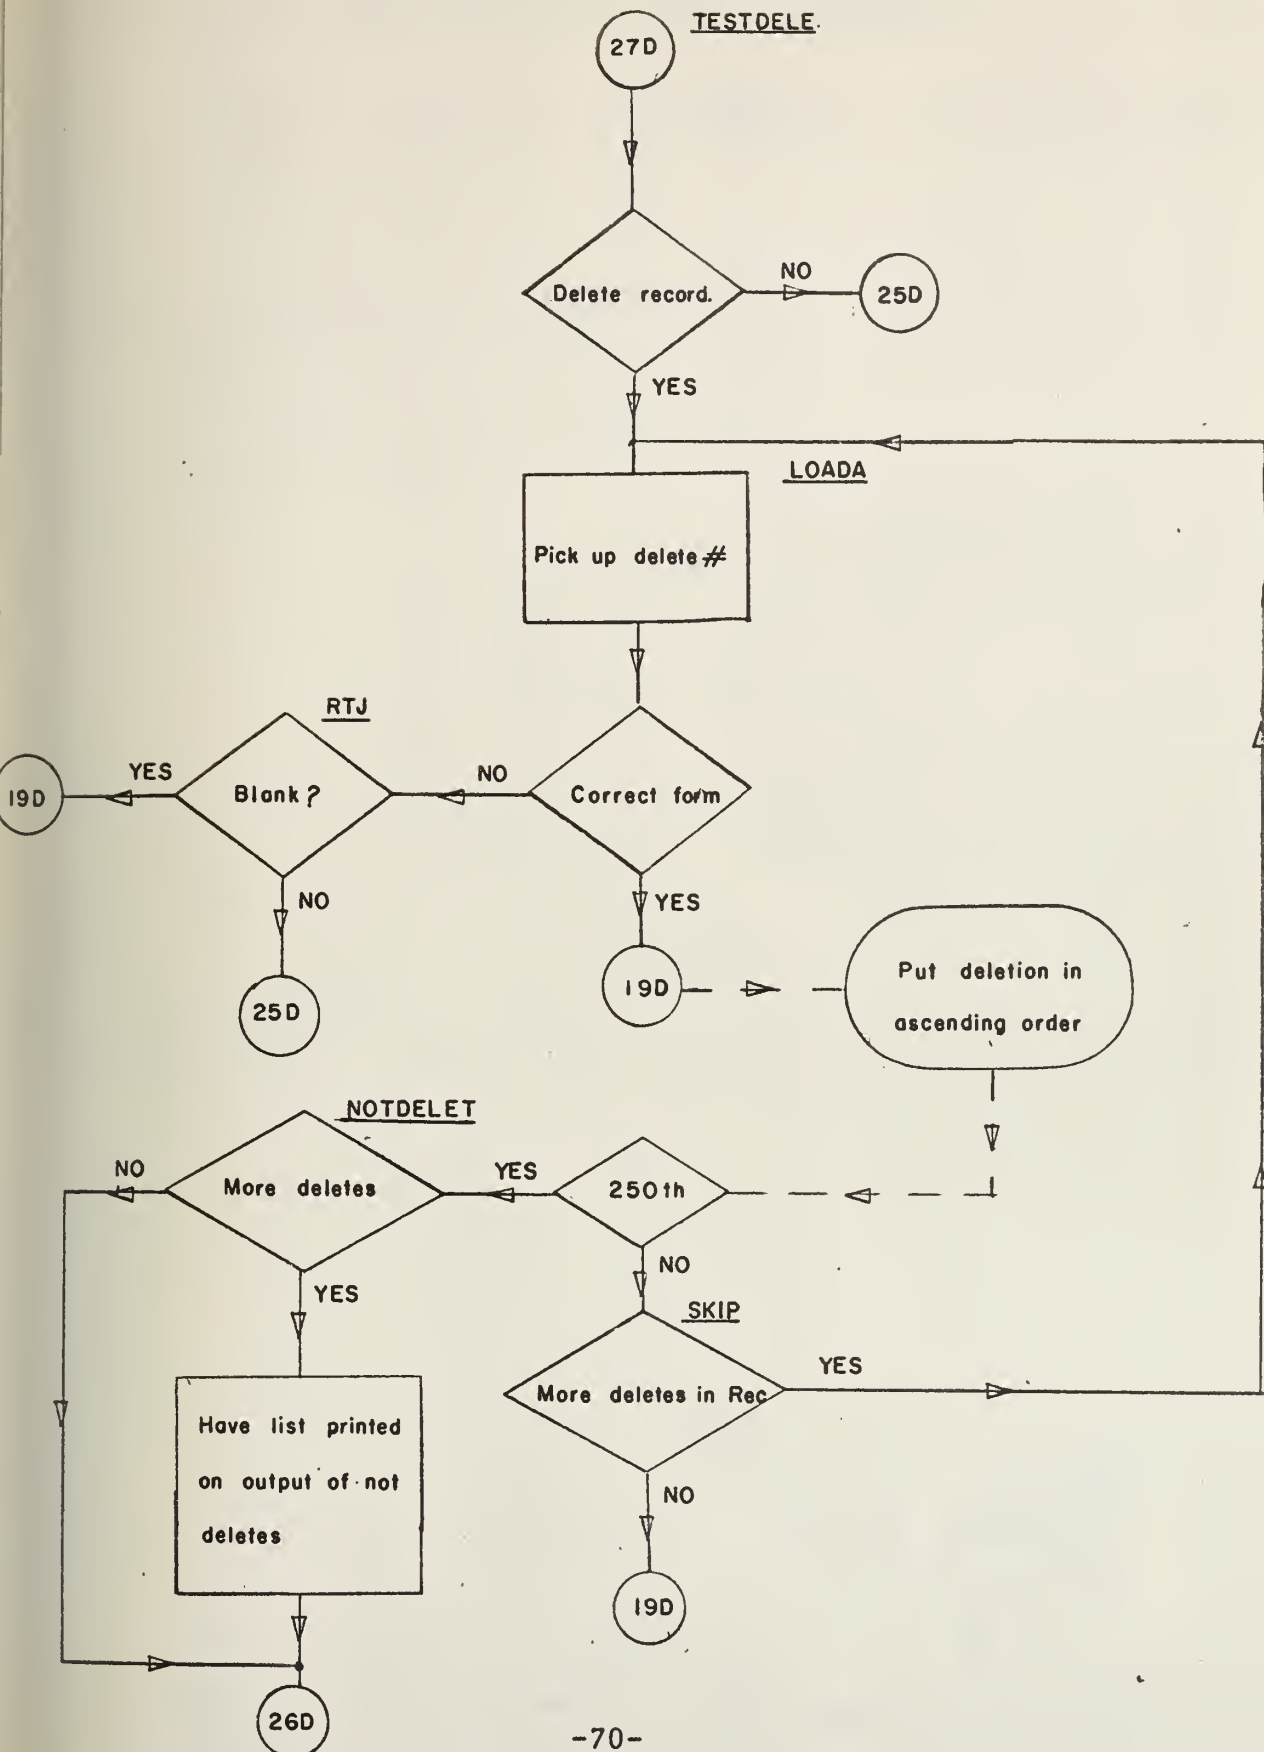 TESTDELE.
27D
Delete record.
NO
25D
YES
LOADA
Pick up delete #
RTJ
YES
NO
19D
Blank?
Correct form
NO
YES
25D
19D
Put deletion in
ascending order
NOTDELET
NO
More deletes
YES
250th
YES
NO
SKIP
YES
More deletes in Rec
Have list printed
on output of not
deletes
NO
19D
26D
-70-